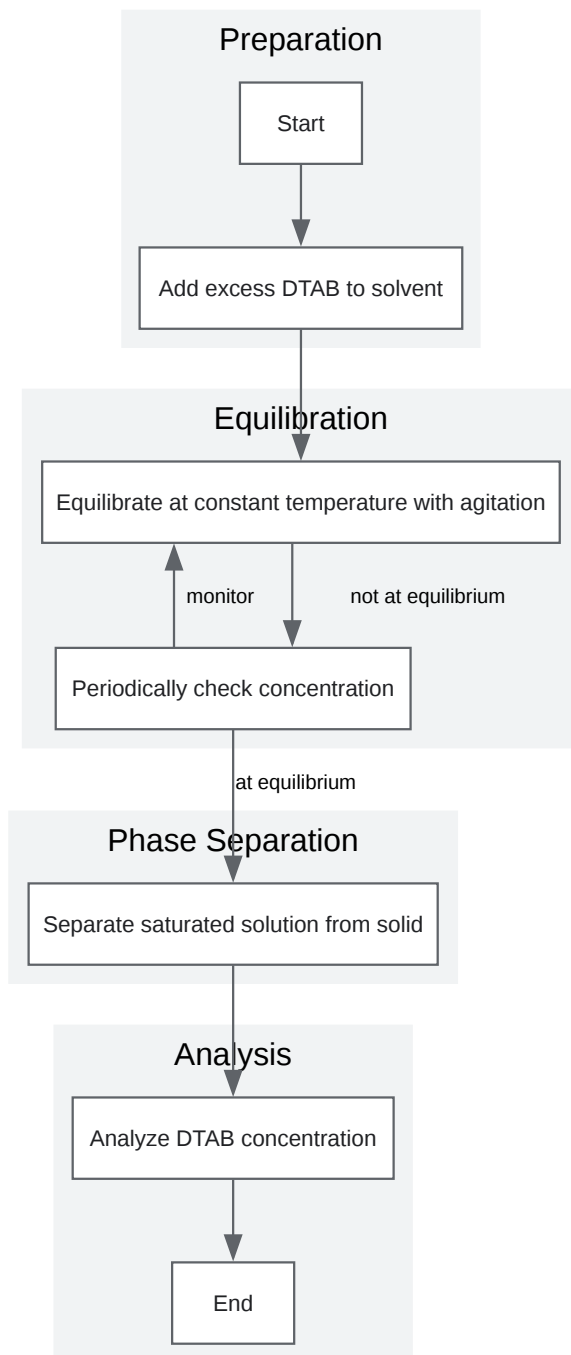 Preparation
Start
Add excess DTAB to solvent
Equilibration
Equilibrate at constant temperature with agitation
monitor
not at equilibrium
Periodically check concentration
at equilibrium
Phase Separation
Separate saturated solution from solid
Analysis
Analyze DTAB concentration
End